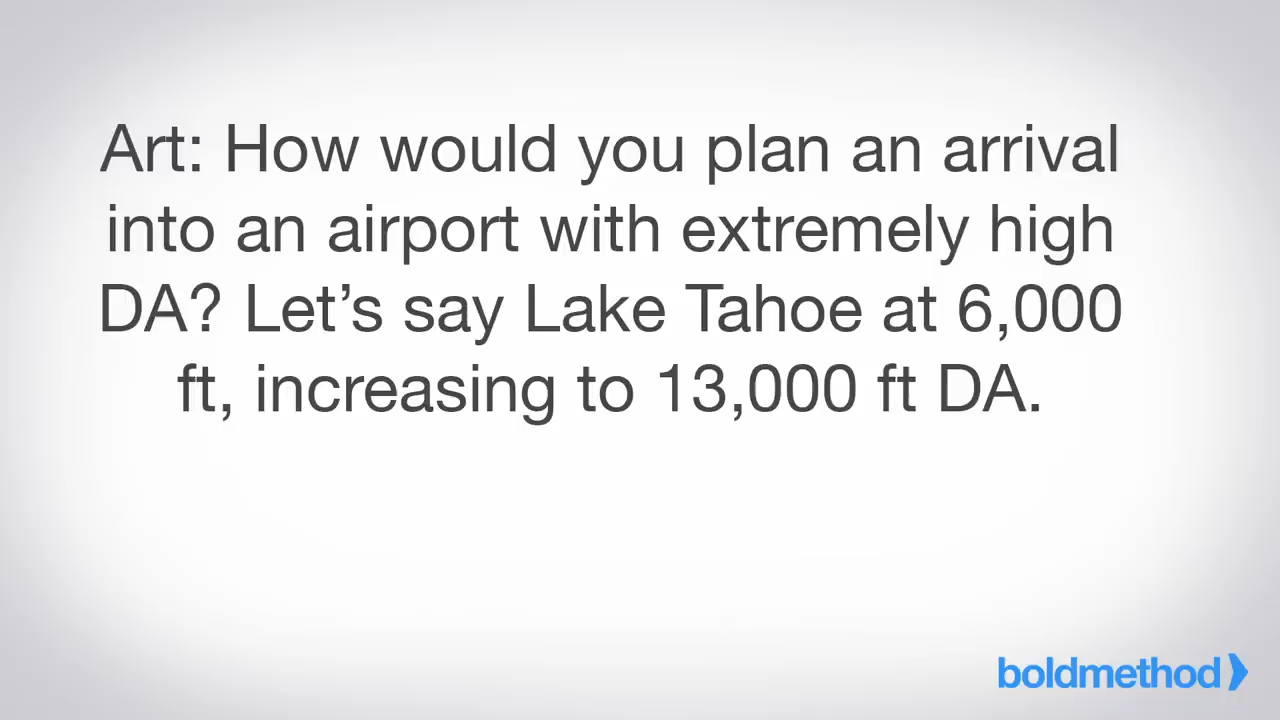 Art: How would you plan an arrival
into an airport with extremely high
DA? Let’s say Lake Tahoe at 6,000
ft, increasing to 13,000 ft DA.
boldmethod